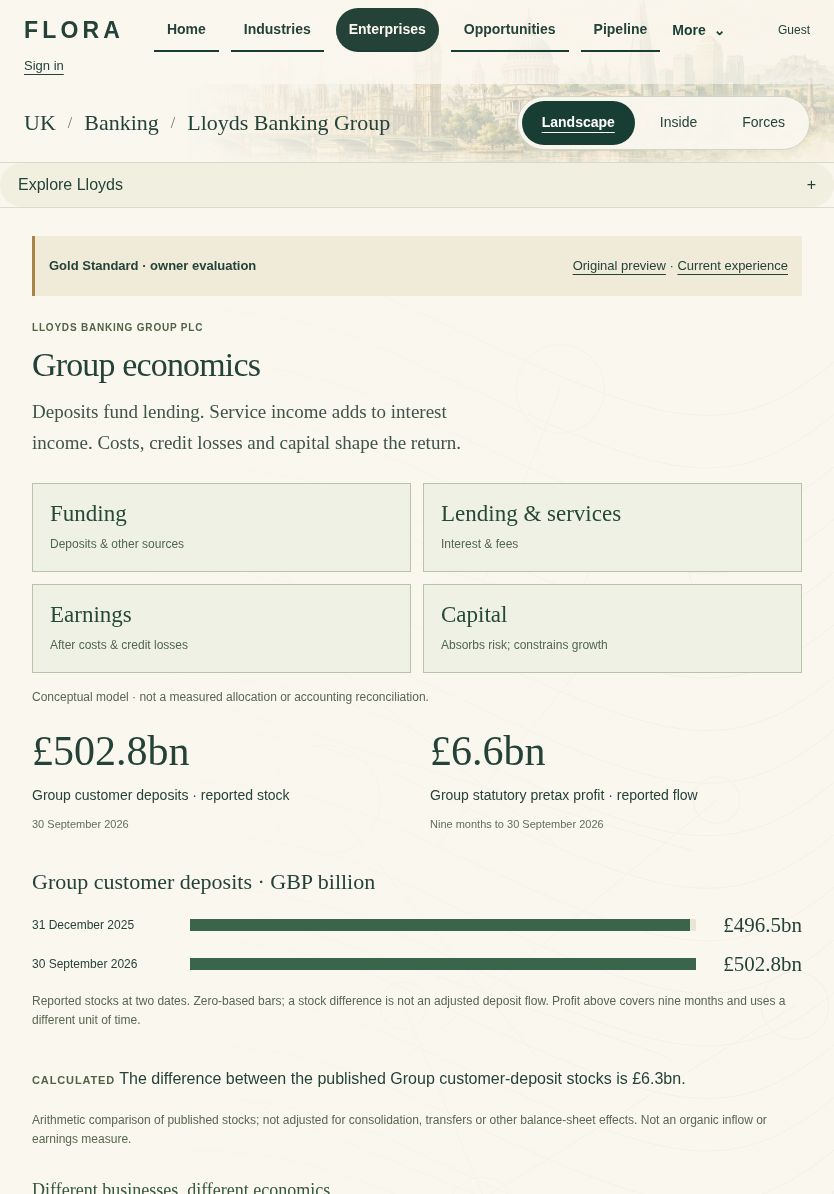 FLORA
Home
Industries
Enterprises
Opportunities
Pipeline
More
Guest
Sign in
UK / Banking / Lloyds Banking Group
Landscape
Inside
Forces
Explore Lloyds
+
Gold Standard · owner evaluation
Original preview · Current experience
LLOYDS BANKING GROUP PLC
Group economics
Deposits fund lending. Service income adds to interest
income. Costs, credit losses and capital shape the return.
Funding
Deposits & other sources
Lending & services
Interest & fees
Earnings
After costs & credit losses
Capital
Absorbs risk; constrains growth
Conceptual model · not a measured allocation or accounting reconciliation.
£502.8bn
Group customer deposits · reported stock
30 September 2026
£6.6bn
Group statutory pretax profit · reported flow
Nine months to 30 September 2026
Group customer deposits · GBP billion
31 December 2025
£496.5bn
30 September 2026
£502.8bn
Reported stocks at two dates. Zero-based bars; a stock difference is not an adjusted deposit flow. Profit above covers nine months and uses a
different unit of time.
CALCULATED The difference between the published Group customer-deposit stocks is £6.3bn.
Arithmetic comparison of published stocks; not adjusted for consolidation, transfers or other balance-sheet effects. Not an organic inflow or
earnings measure.
Different businesses, different economics